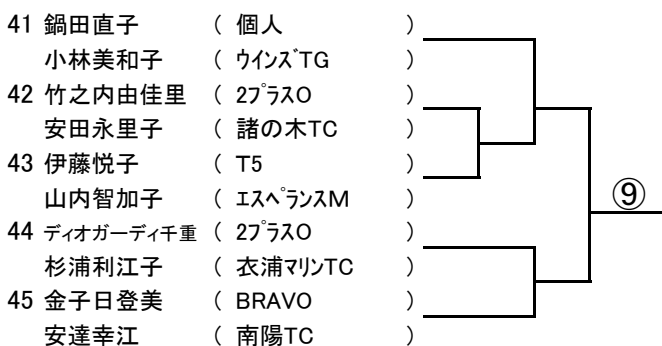 41 鍋田直子 ( 個人 )
小林美和子 ( ウインズTG )
42 竹之内由佳里 ( 2プラスO )
安田永里子 ( 諸の木TC )
43 伊藤悦子 ( T5 )
山内智加子 ( エスペランスM )
44 ディオガーディ千重 ( 2プラスO )
杉浦利江子 ( 衣浦マリンTC )
45 金子日登美 ( BRAVO )
安達幸江 ( 南陽TC )
⑨